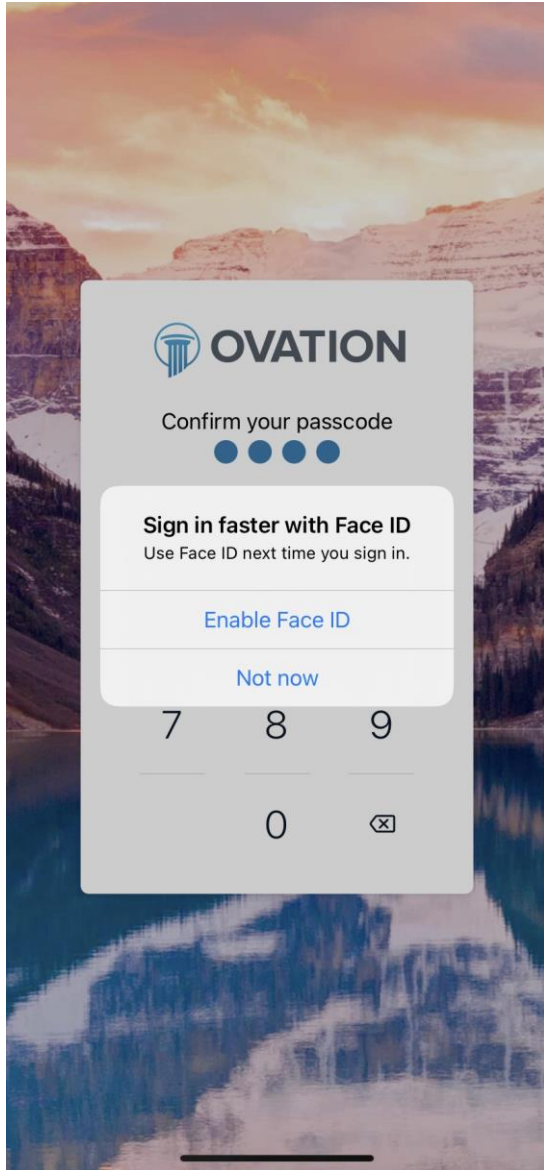 OVATION
Confirm your passcode
Sign in faster with Face ID
Use Face ID next time you sign in.
Enable Face ID
Not now
7 8 9
0